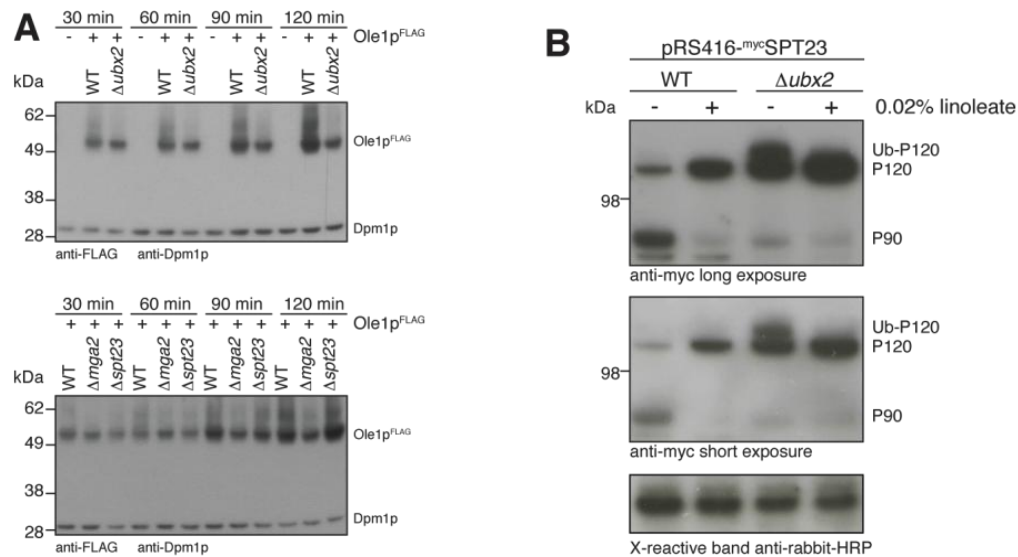 A
30 min 60 min 90 min 120 min
- + + - + + - + + - + + Ole1pFLAG
WT Δubx2 WT Δubx2 WT Δubx2 WT Δubx2
kDa
62
49
38
28
Ole1pFLAG
Dpm1p
anti-FLAG anti-Dpm1p
30 min 60 min 90 min 120 min
+ + + + + + + + + + + + Ole1pFLAG
WT Δmga2 Δspt23 WT Δmga2 Δspt23 WT Δmga2 Δspt23 WT Δmga2 Δspt23
kDa
62
49
38
28
Ole1pFLAG
Dpm1p
anti-FLAG anti-Dpm1p
B
pRS416-mycSPT23
WT Δubx2
kDa - + - + 0.02% linoleate
Ub-P120
P120
98
P90
anti-myc long exposure
Ub-P120
P120
98
P90
anti-myc short exposure
X-reactive band anti-rabbit-HRP